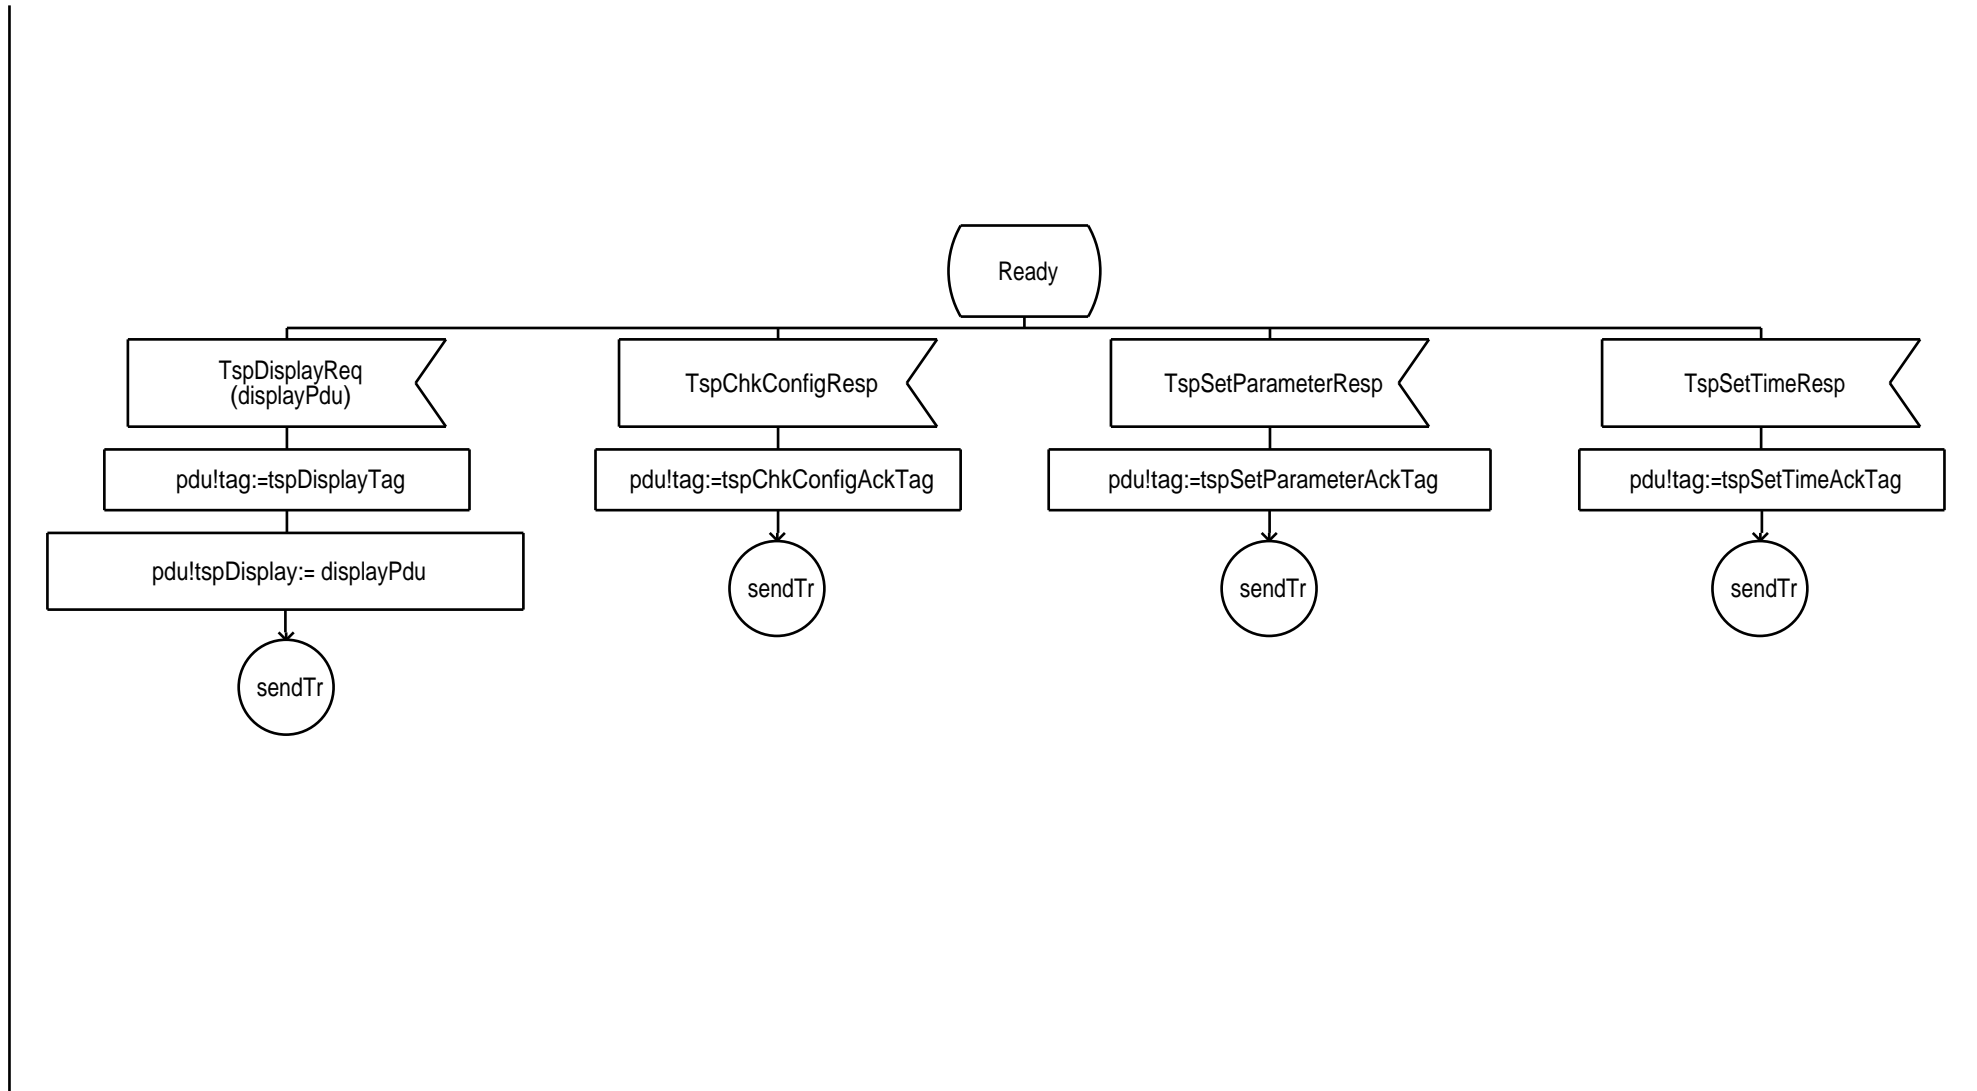 Ready
TspDisplayReq
(displayPdu)
TspChkConfigResp
TspSetParameterResp
TspSetTimeResp
pdu!tag:=tspDisplayTag
pdu!tag:=tspChkConfigAckTag
pdu!tag:=tspSetParameterAckTag
pdu!tag:=tspSetTimeAckTag
pdu!tspDisplay:= displayPdu
sendTr
sendTr
sendTr
sendTr